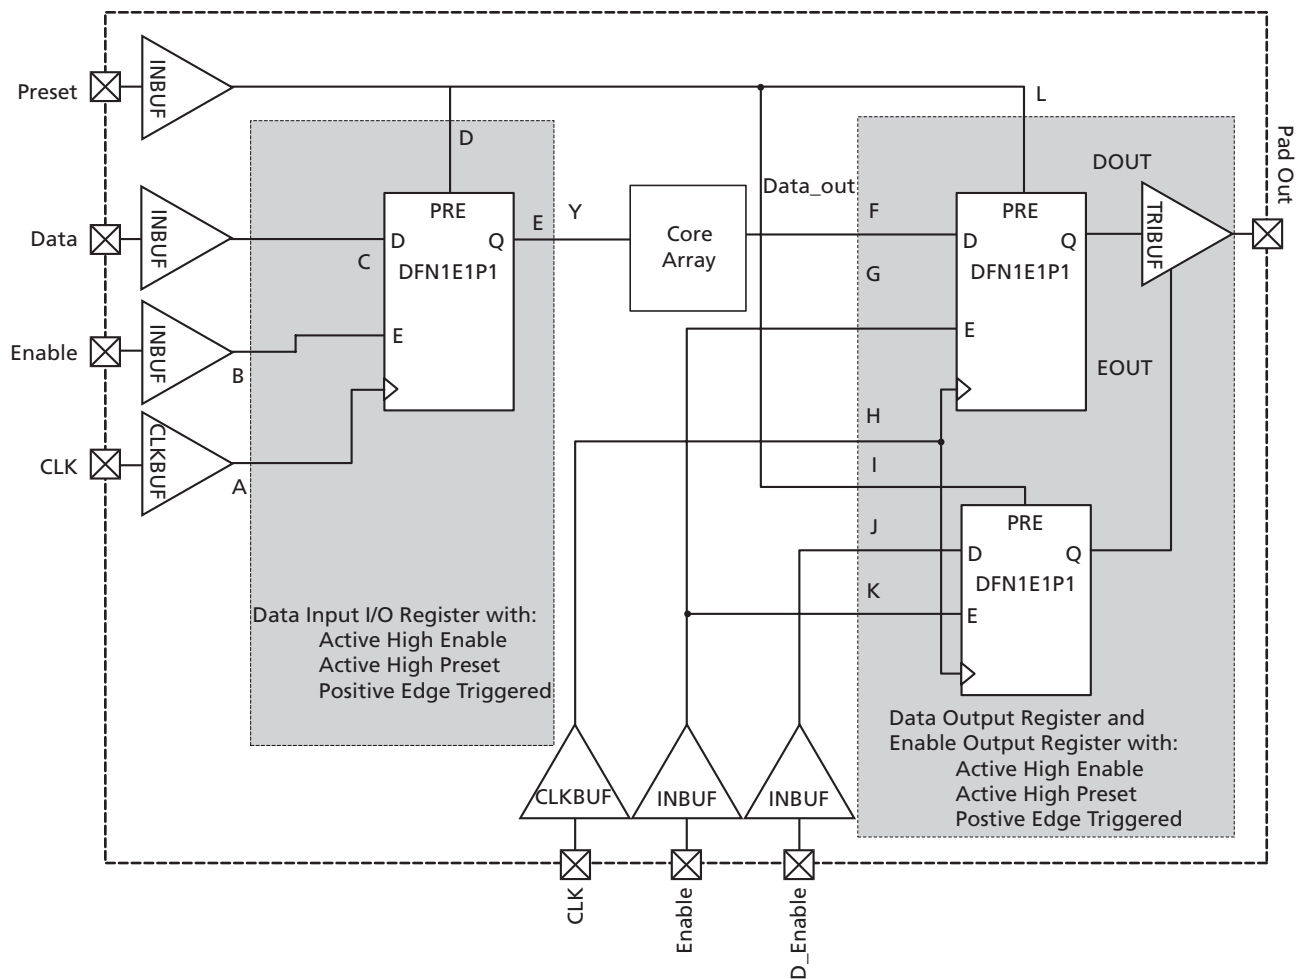 Preset
INBUF
L
D
Pad Out
DOUT
Data_out
PRE
PRE
TRIBUF
INBUF
E
Y
F
Data
D
Q
Core
Array
D
Q
C
DFN1E1P1
G
DFN1E1P1
INBUF
Enable
E
E
B
EOUT
CLKBUF
H
CLK
A
I
PRE
J
D
Q
DFN1E1P1
K
E
Data Input I/O Register with:
Active High Enable
Active High Preset
Positive Edge Triggered
Data Output Register and
Enable Output Register with:
Active High Enable
Active High Preset
Postive Edge Triggered
CLKBUF
INBUF
INBUF
CLK
Enable
D_Enable